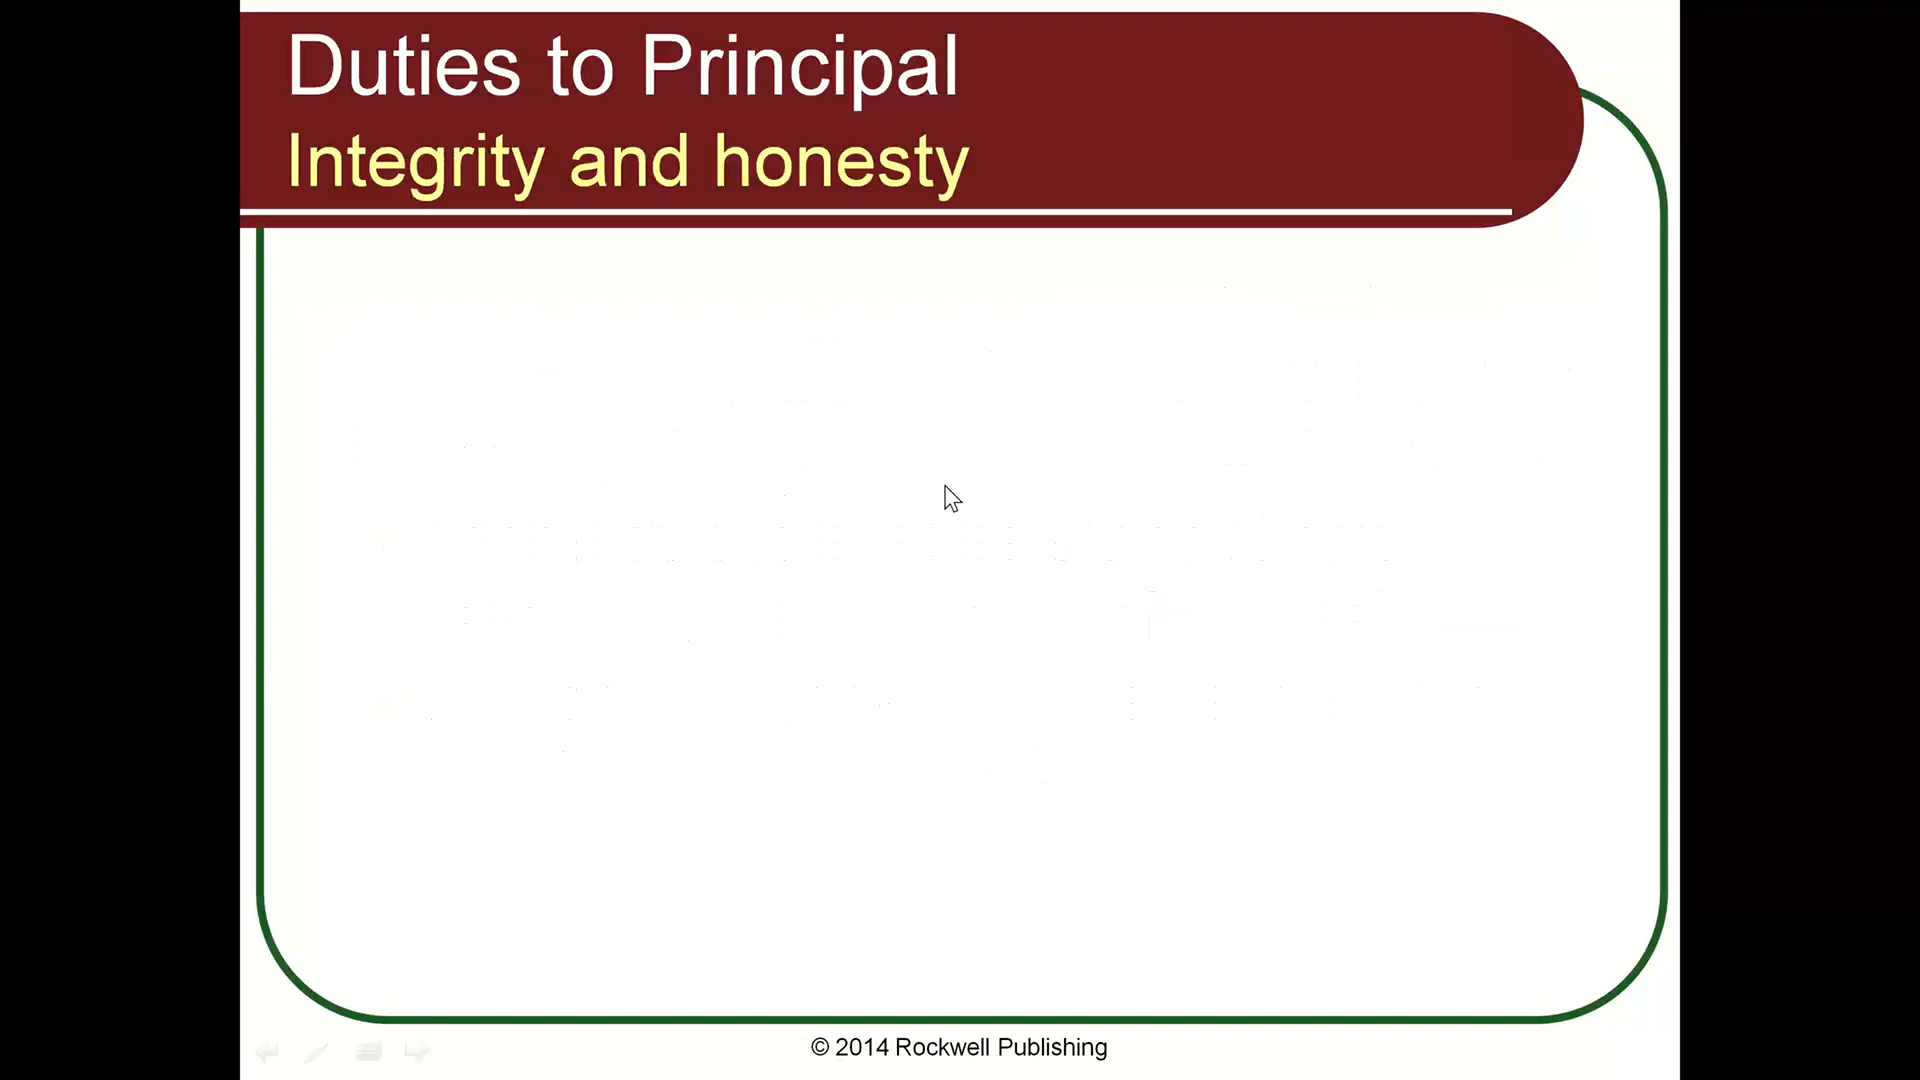 Duties to Principal
Integrity and honesty
© 2014 Rockwell Publishing